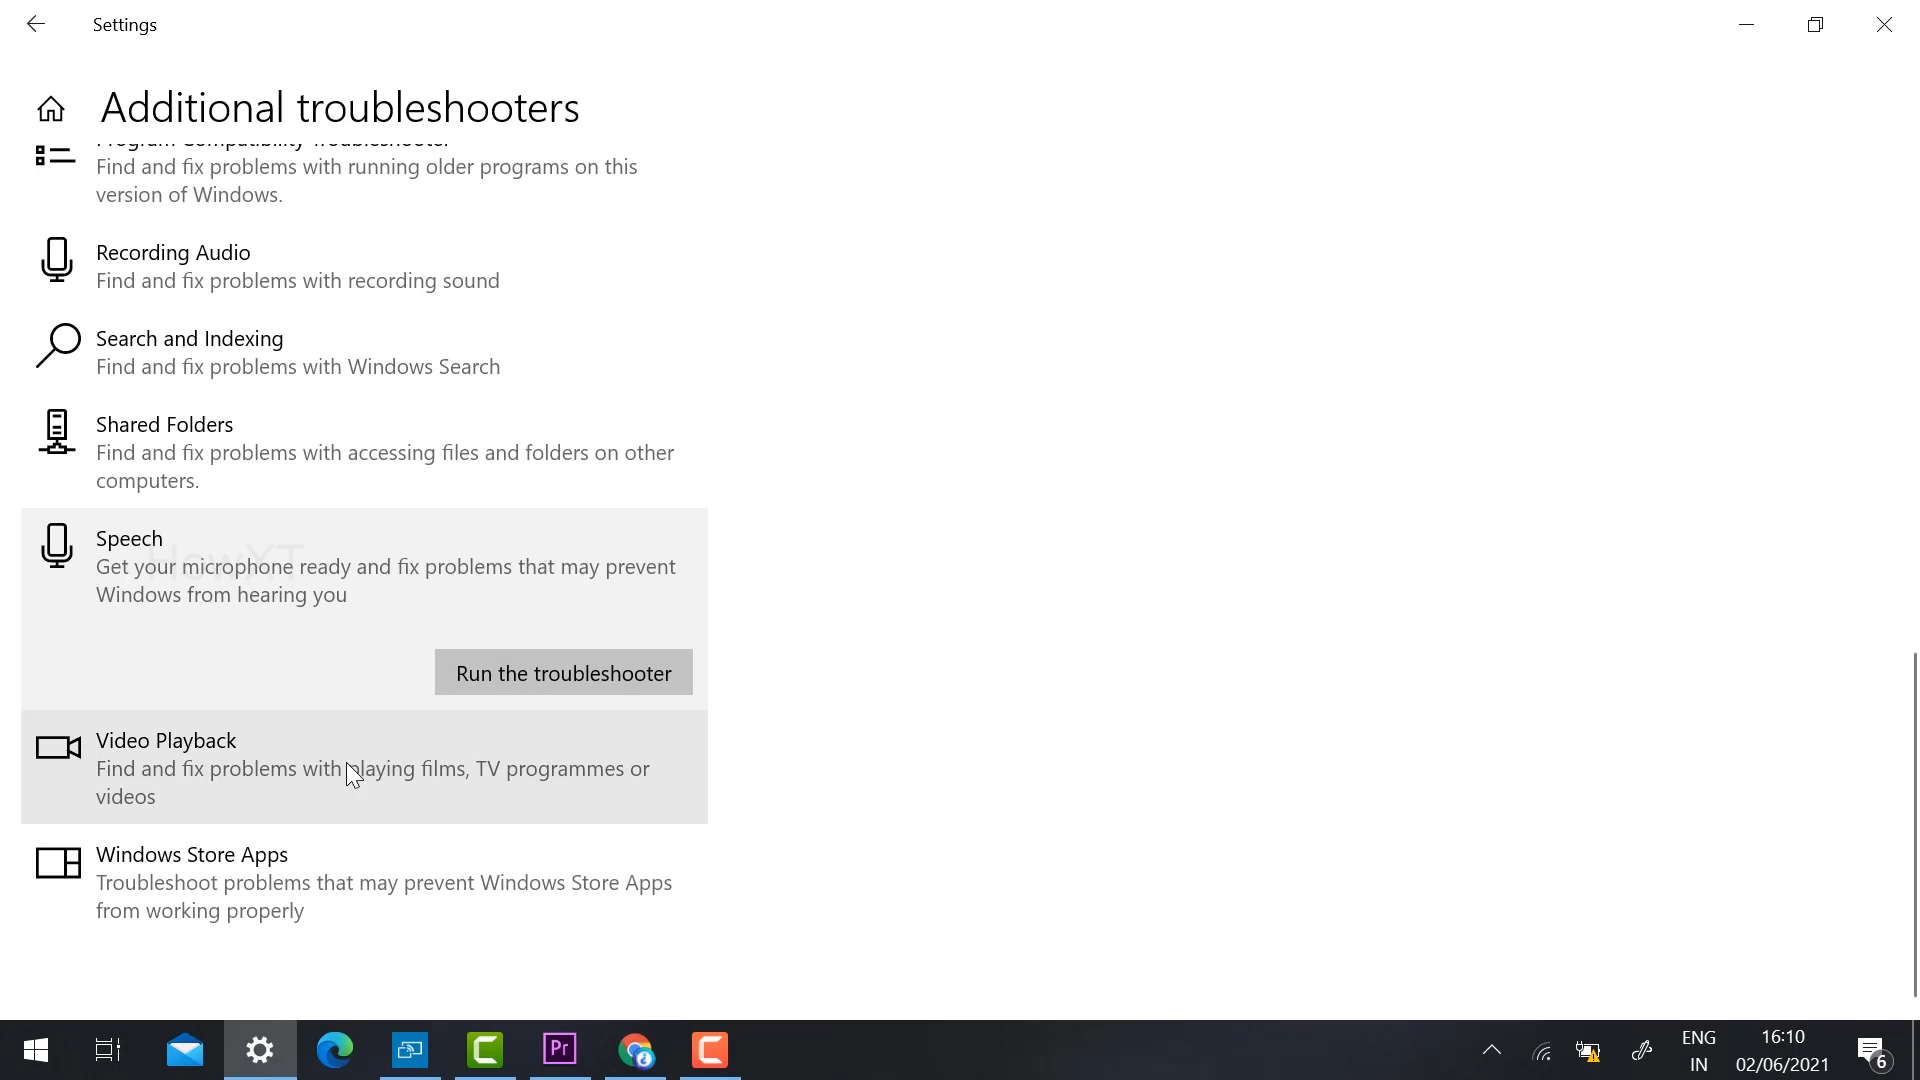 Settings
Additional troubleshooters
Program Compatibility Troubleshooter
Find and fix problems with running older programs on this
version of Windows.
Recording Audio
Find and fix problems with recording sound
Search and Indexing
Find and fix problems with Windows Search
Shared Folders
Find and fix problems with accessing files and folders on other
computers.
Speech
HowXT
Get your microphone ready and fix problems that may prevent
Windows from hearing you
Run the troubleshooter
Video Playback
Find and fix problems with playing films, TV programmes or
videos
Windows Store Apps
Troubleshoot problems that may prevent Windows Store Apps
from working properly
Pr
ENG
IN
16:10
02/06/2021
6